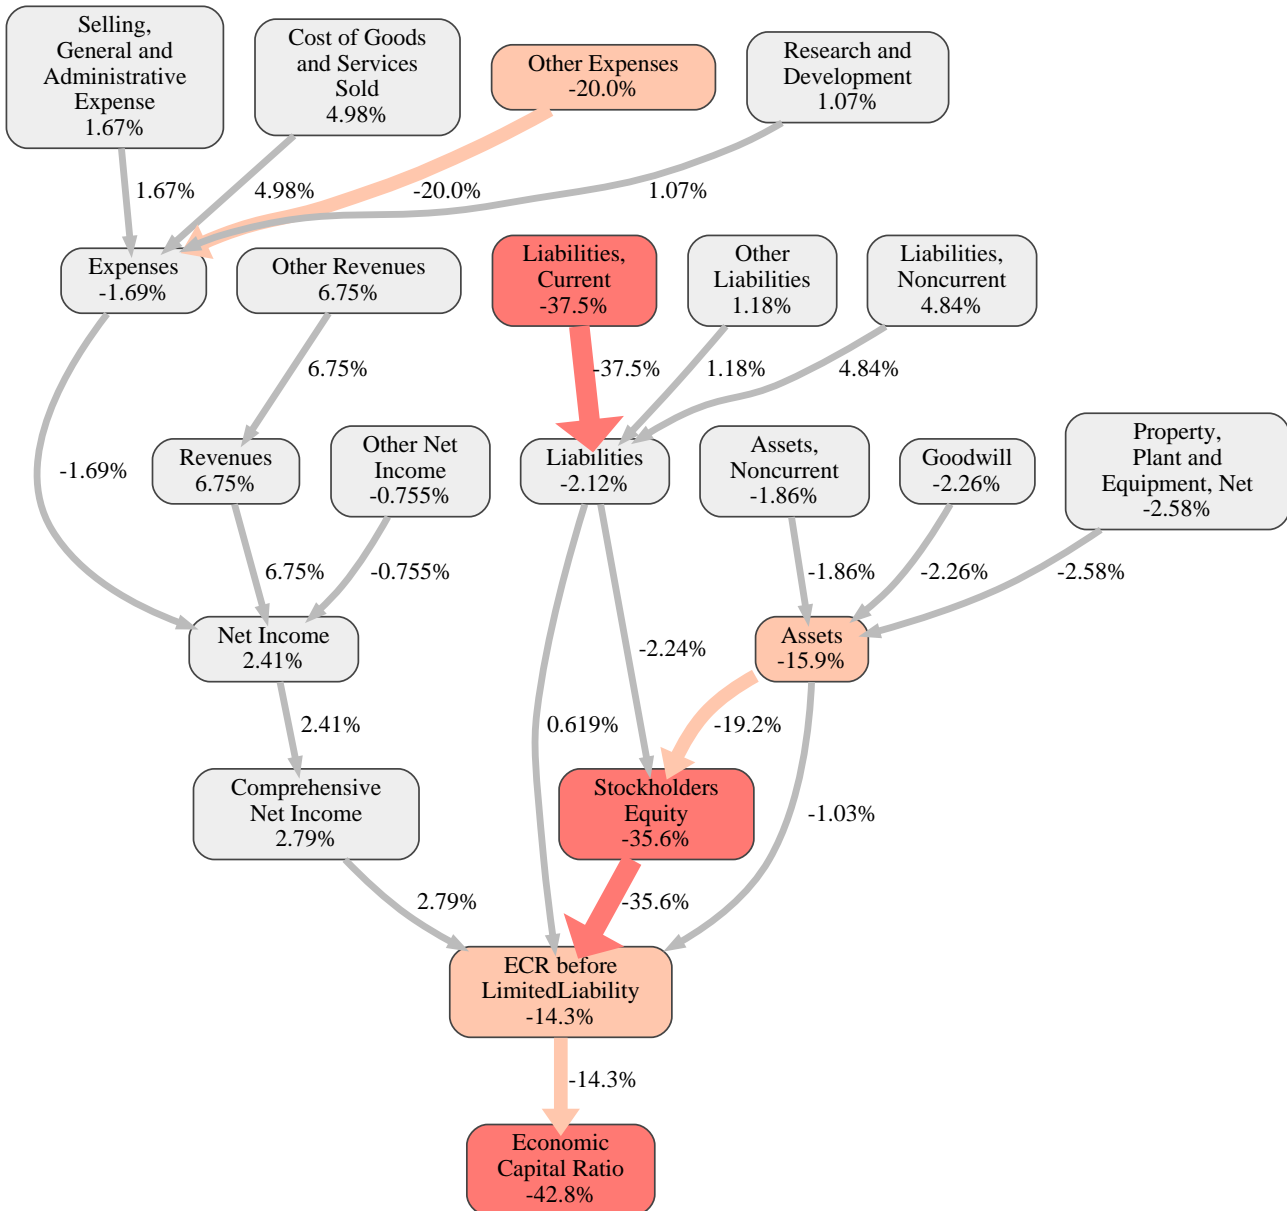 Selling,
General and
Administrative
Expense
1.67%
Cost of Goods
and Services
Sold
4.98%
Other Expenses
-20.0%
Research and
Development
1.07%
1.67%
4.98%
-20.0%
1.07%
Expenses
-1.69%
Other Revenues
6.75%
Liabilities,
Current
-37.5%
Other
Liabilities
1.18%
Liabilities,
Noncurrent
4.84%
6.75%
-37.5%
1.18%
4.84%
-1.69%
Revenues
6.75%
Other Net
Income
-0.755%
Liabilities
-2.12%
Assets,
Noncurrent
-1.86%
Goodwill
-2.26%
Property,
Plant and
Equipment, Net
-2.58%
6.75%
-0.755%
-1.86%
-2.26%
-2.58%
Net Income
2.41%
-2.24%
Assets
-15.9%
2.41%
0.619%
-19.2%
Comprehensive
Net Income
2.79%
Stockholders
Equity
-35.6%
-1.03%
2.79%
-35.6%
ECR before
LimitedLiability
-14.3%
-14.3%
Economic
Capital Ratio
-42.8%